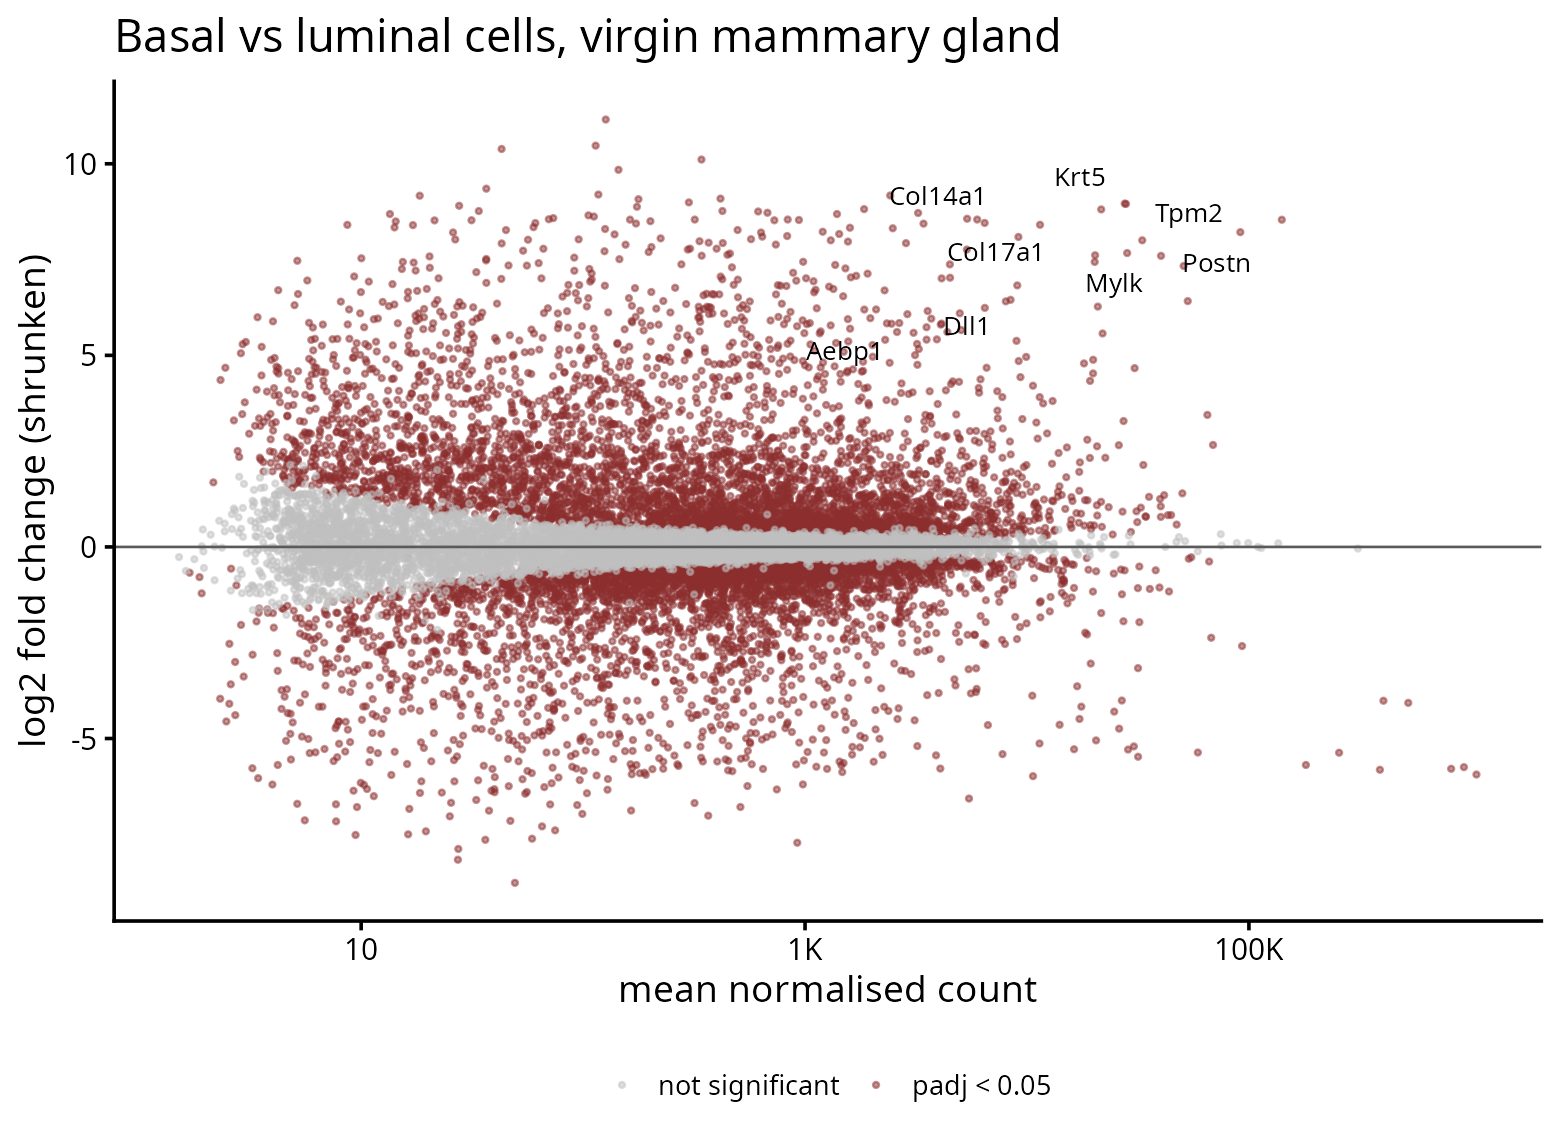 Basal vs luminal cells, virgin mammary gland
log2 fold change (shrunken)
10
5
0
-5
Krt5
Col14a1
Tpm2
Col17a1
Postn
Mylk
Dll1
Aebp1
10
1K
100K
mean normalised count
not significant
padj < 0.05